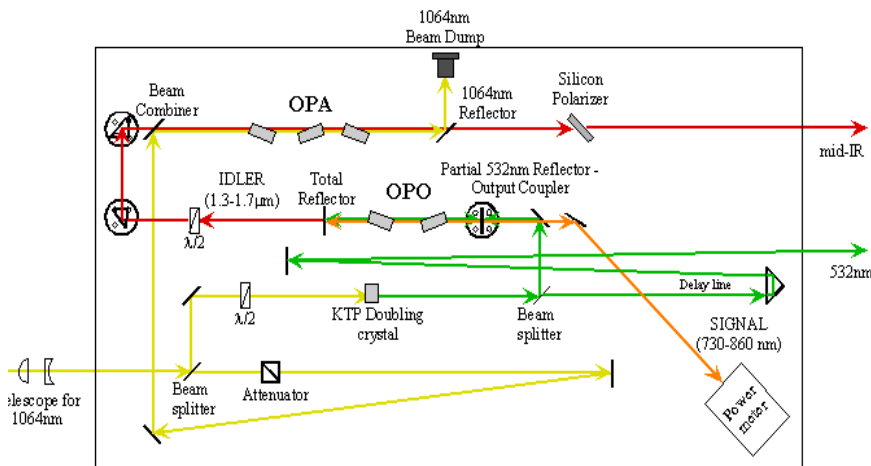 1064nm
Beam Dump
Beam
Combiner
OPA
1064nm
Reflector
Silicon
Polarizer
mid-IR
IDLER
(1.3-1.7μm)
Total
Reflector
OPO
Partial 532nm Reflector -
Output Coupler
λ/2
532nm
Delay line
λ/2
KTP Doubling
crystal
Beam
splitter
SIGNAL
(730-860 nm)
elescope for
1064nm
Beam
splitter
Attenuator
Power
meter